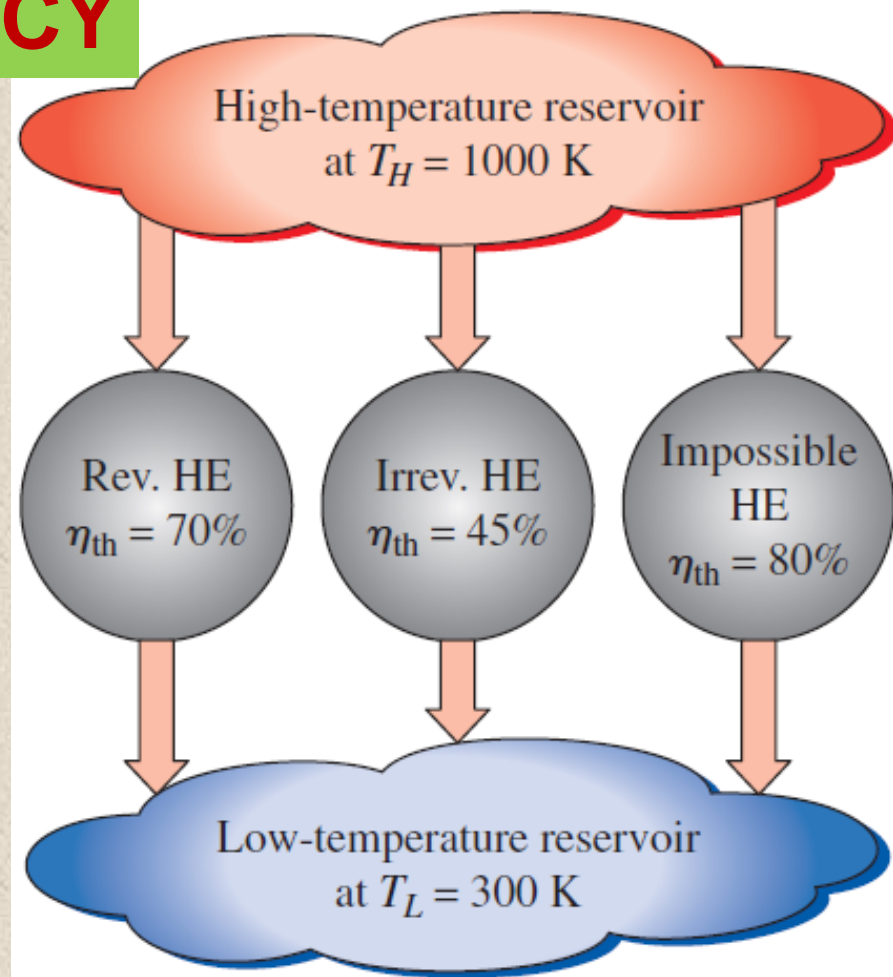 CY
High-temperature reservoir
at T_H = 1000 K
Rev. HE
η_th = 70%
Irrev. HE
η_th = 45%
Impossible
HE
η_th = 80%
Low-temperature reservoir
at T_L = 300 K